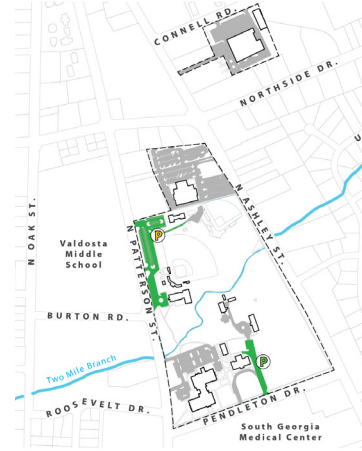 CONNELL RD.
NORTHSIDE DR.
N OAK ST.
N ASHLEY ST.
P
Valdosta
Middle
School
N PATTERSON ST.
BURTON RD.
Two Mile Branch
P
ROOSEVELT DR.
PENDLETON DR.
South Georgia
Medical Center